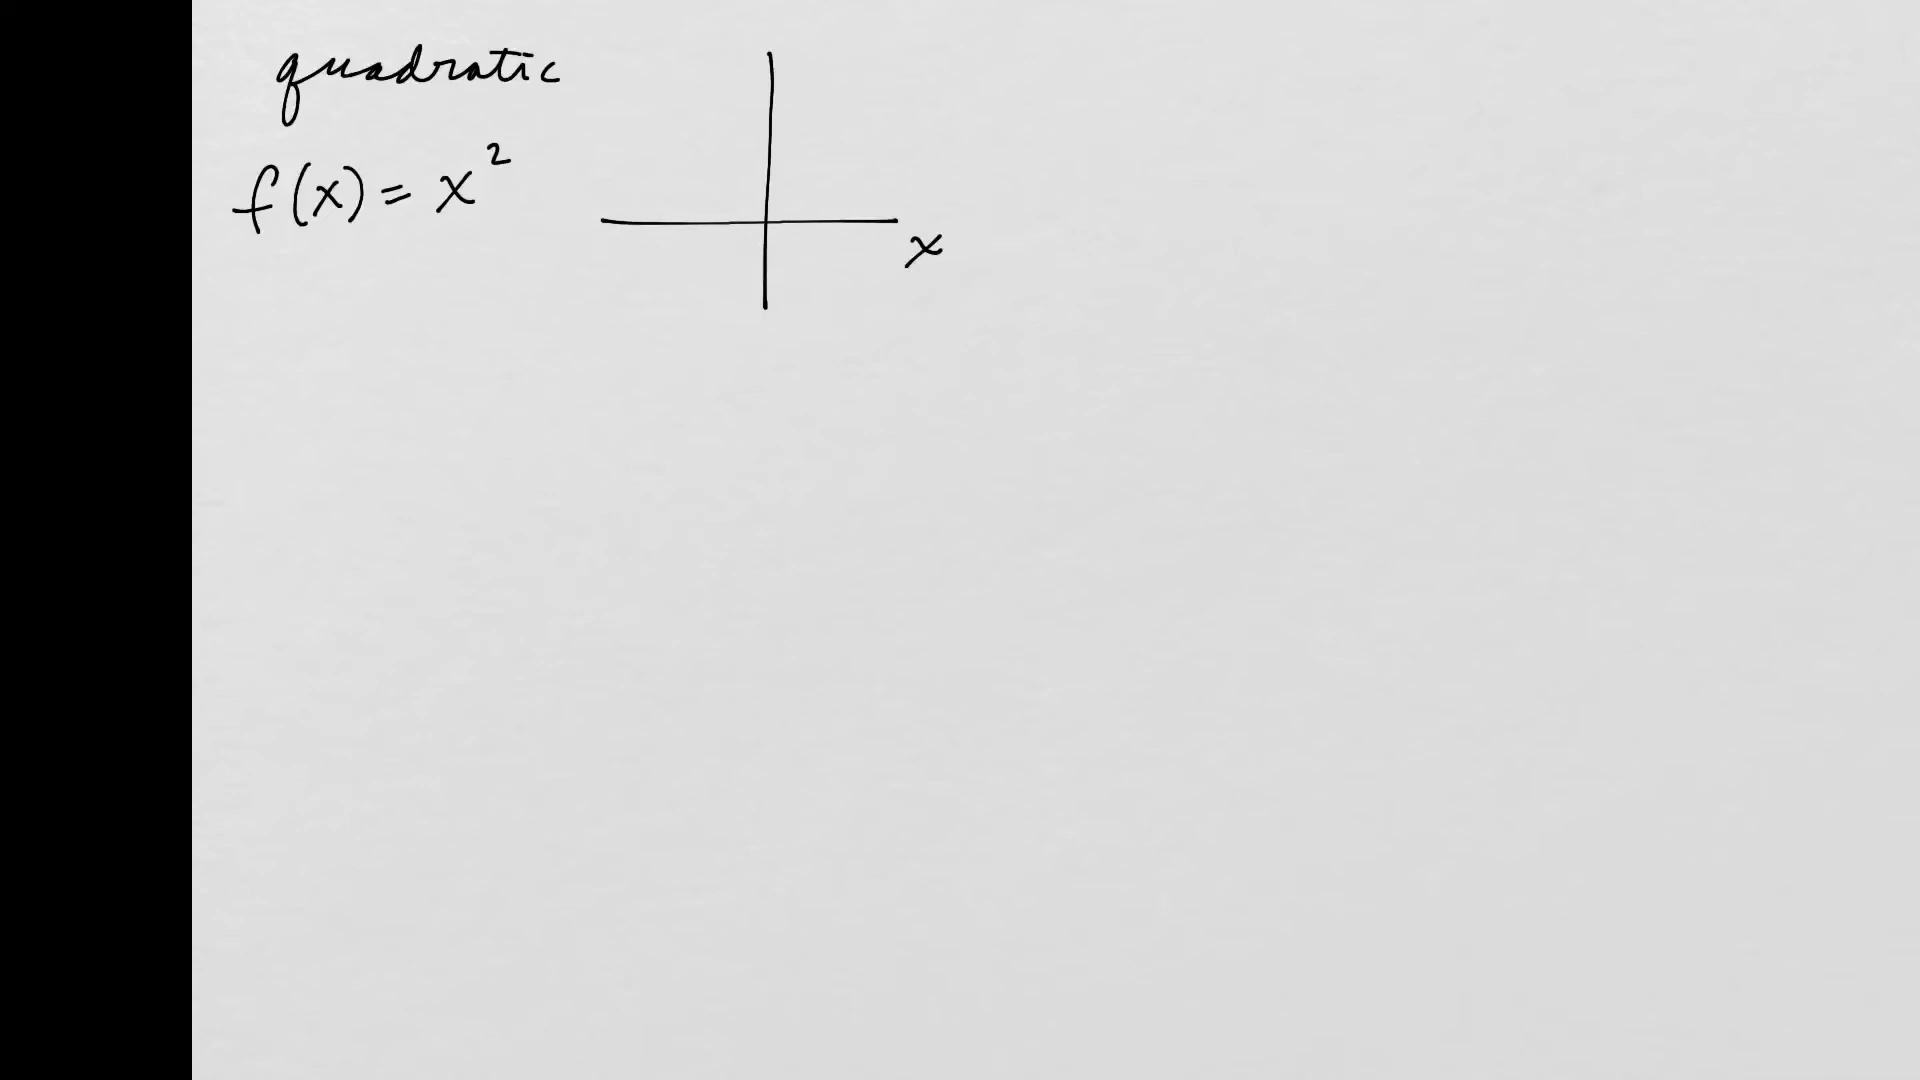 quadratic
f(x) = x²
x